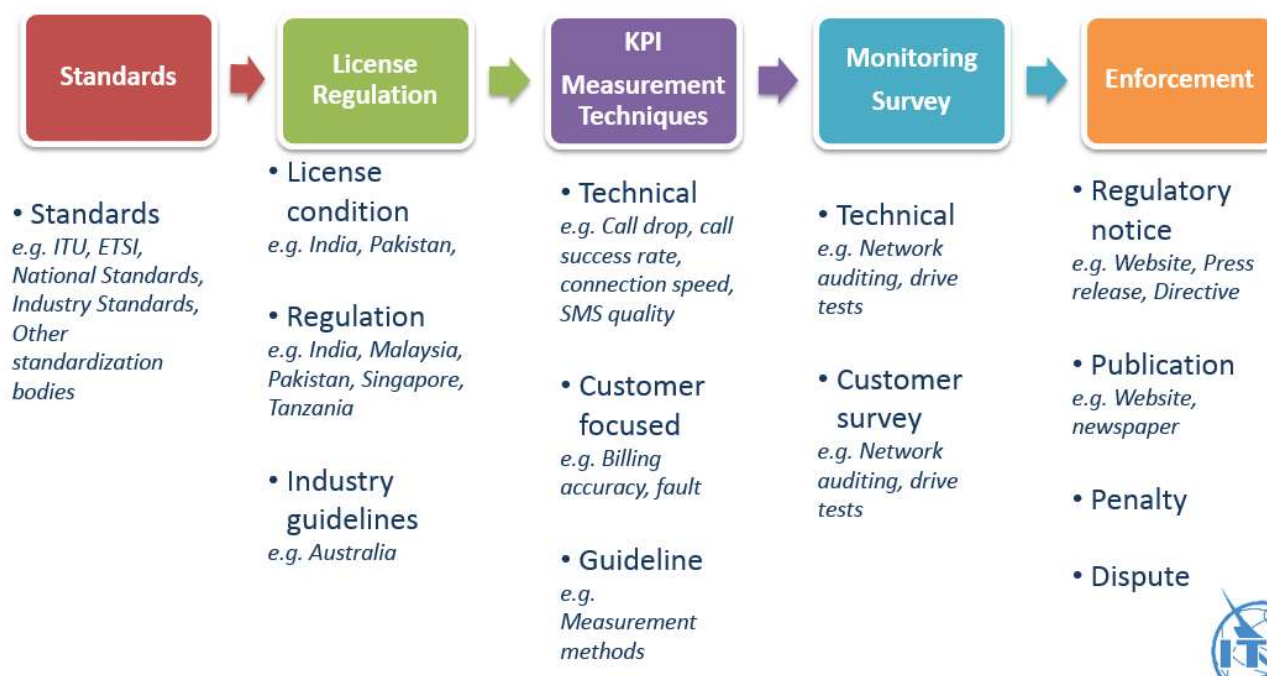 Standards
License
Regulation
KPI
Measurement
Techniques
Monitoring
Survey
Enforcement
• Standards
e.g. ITU, ETSI,
National Standards,
Industry Standards,
Other
standardization
bodies
• License
condition
e.g. India, Pakistan,
• Regulation
e.g. India, Malaysia,
Pakistan, Singapore,
Tanzania
• Industry
guidelines
e.g. Australia
• Technical
e.g. Call drop, call
success rate,
connection speed,
SMS quality
• Customer
focused
e.g. Billing
accuracy, fault
• Guideline
e.g.
Measurement
methods
• Technical
e.g. Network
auditing, drive
tests
• Customer
survey
e.g. Network
auditing, drive
tests
• Regulatory
notice
e.g. Website, Press
release, Directive
• Publication
e.g. Website,
newspaper
• Penalty
• Dispute